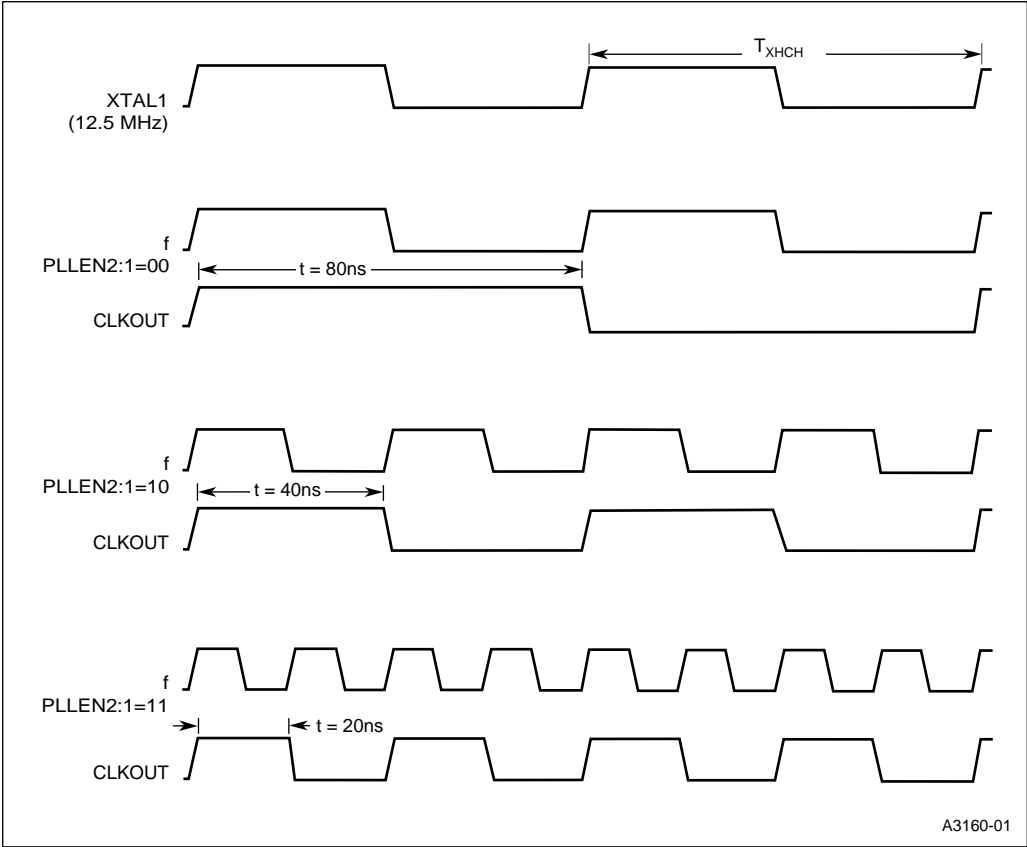 T_XHCH
XTAL1
(12.5 MHz)
f
PLLEN2:1=00
t = 80ns
CLKOUT
f
PLLEN2:1=10
t = 40ns
CLKOUT
f
PLLEN2:1=11
t = 20ns
CLKOUT
A3160-01